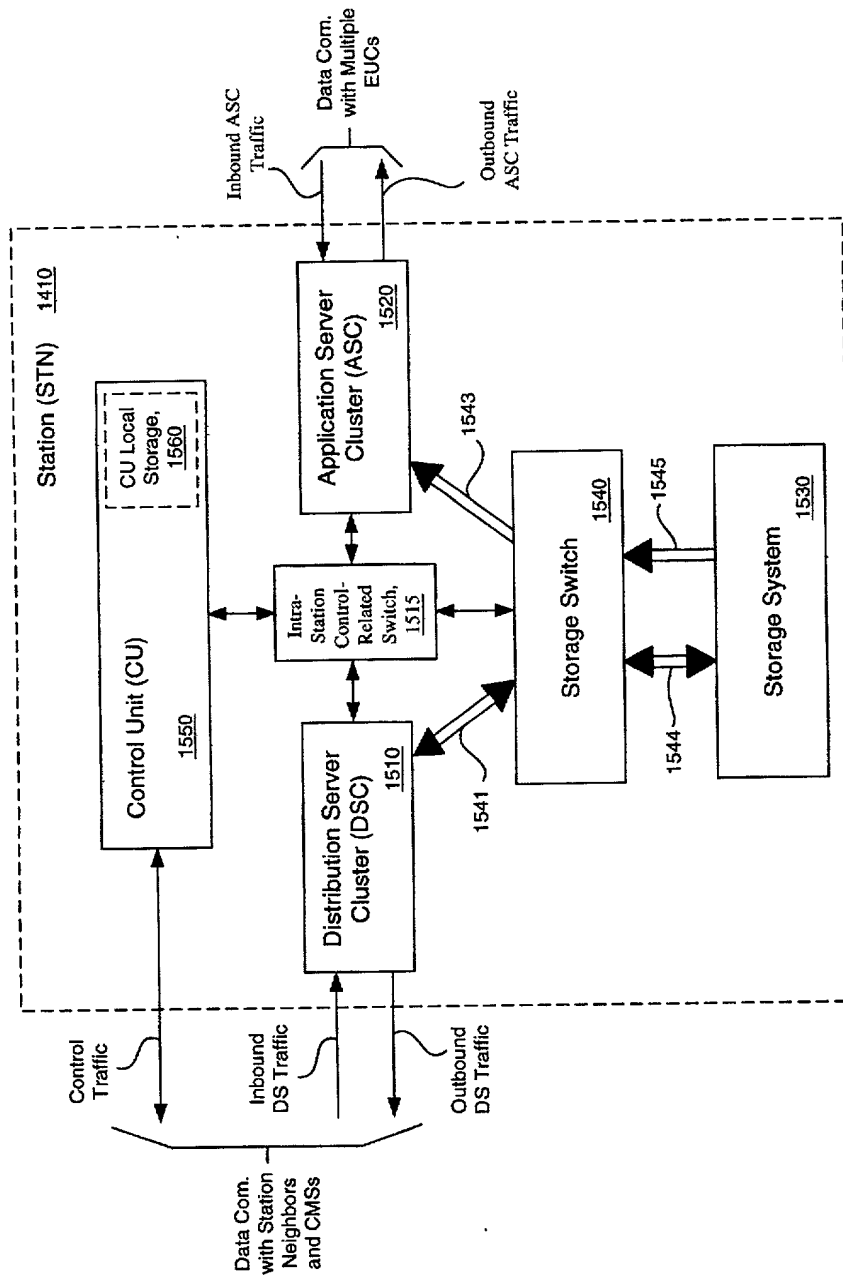 Station (STN) 1410
Control
Traffic
Control Unit (CU)
1550
CU Local
Storage,
1560
Data Com.
with Station
Neighbors
and CMSs
Inbound
DS Traffic
Outbound
DS Traffic
Distribution Server
Cluster (DSC)
1510
Intra-
Station
Control-
Related
Switch,
1515
Application Server
Cluster (ASC)
1520
Inbound ASC
Traffic
Outbound
ASC Traffic
Data Com.
with Multiple
EUCs
1541
1543
Storage Switch
1540
1544
1545
Storage System
1530